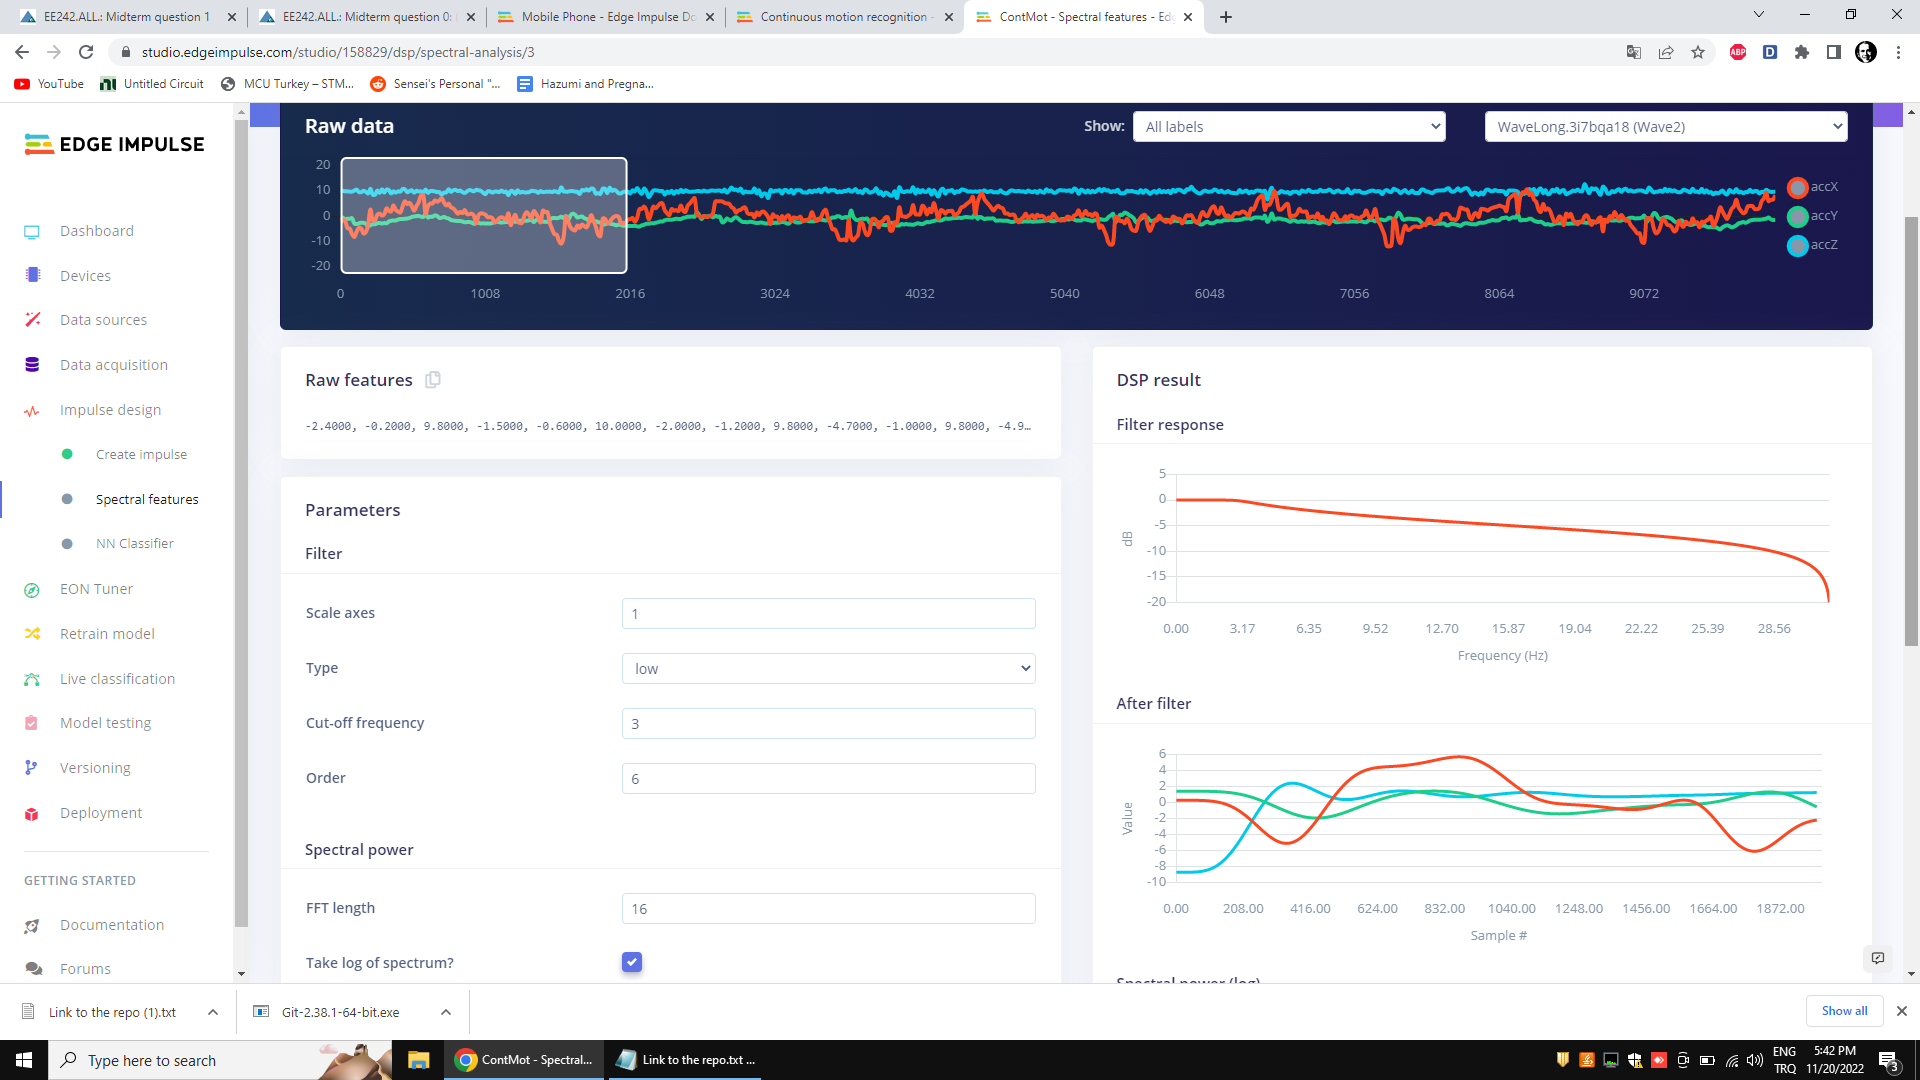 EE242.ALL.: Midterm question 1
EE242.ALL.: Midterm question 0:
Mobile Phone - Edge Impulse Do
Continuous motion recognition -
ContMot - Spectral features - Ed
studio.edgeimpulse.com/studio/158829/dsp/spectral-analysis/3
ABP
D
YouTube
Untitled Circuit
MCU Turkey – STM...
Sensei's Personal "...
Hazumi and Pregna...
EDGE IMPULSE
Dashboard
Devices
Data sources
Data acquisition
Impulse design
Create impulse
Spectral features
NN Classifier
EON Tuner
Retrain model
Live classification
Model testing
Versioning
Deployment
GETTING STARTED
Documentation
Forums
Raw data
Show:
All labels
WaveLong.3i7bqa18 (Wave2)
20
10
0
-10
-20
0 1008 2016 3024 4032 5040 6048 7056 8064 9072
accX
accY
accZ
Raw features
-2.4000, -0.2000, 9.8000, -1.5000, -0.6000, 10.0000, -2.0000, -1.2000, 9.8000, -4.7000, -1.0000, 9.8000, -4.9…
Parameters
Filter
Scale axes
1
Type
low
Cut-off frequency
3
Order
6
Spectral power
FFT length
16
Take log of spectrum?
DSP result
Filter response
5
0
-5
-10
-15
-20
dB
0.00 3.17 6.35 9.52 12.70 15.87 19.04 22.22 25.39 28.56
Frequency (Hz)
After filter
6
4
2
0
-2
-4
-6
-8
-10
Value
0.00 208.00 416.00 624.00 832.00 1040.00 1248.00 1456.00 1664.00 1872.00
Sample #
Spectral power (log)
Link to the repo (1).txt
Git-2.38.1-64-bit.exe
Show all
Type here to search
ContMot - Spectral...
Link to the repo.txt ...
ENG
TRQ
5:42 PM
11/20/2022
3